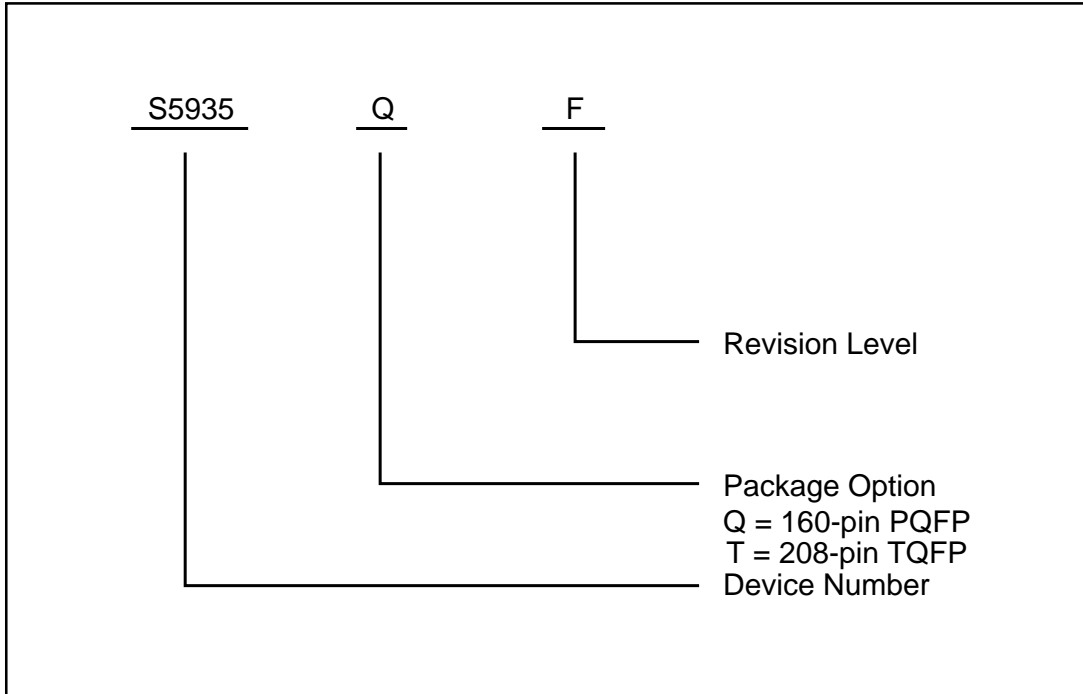 S5935 Q F
Revision Level
Package Option
Q = 160-pin PQFP
T = 208-pin TQFP
Device Number